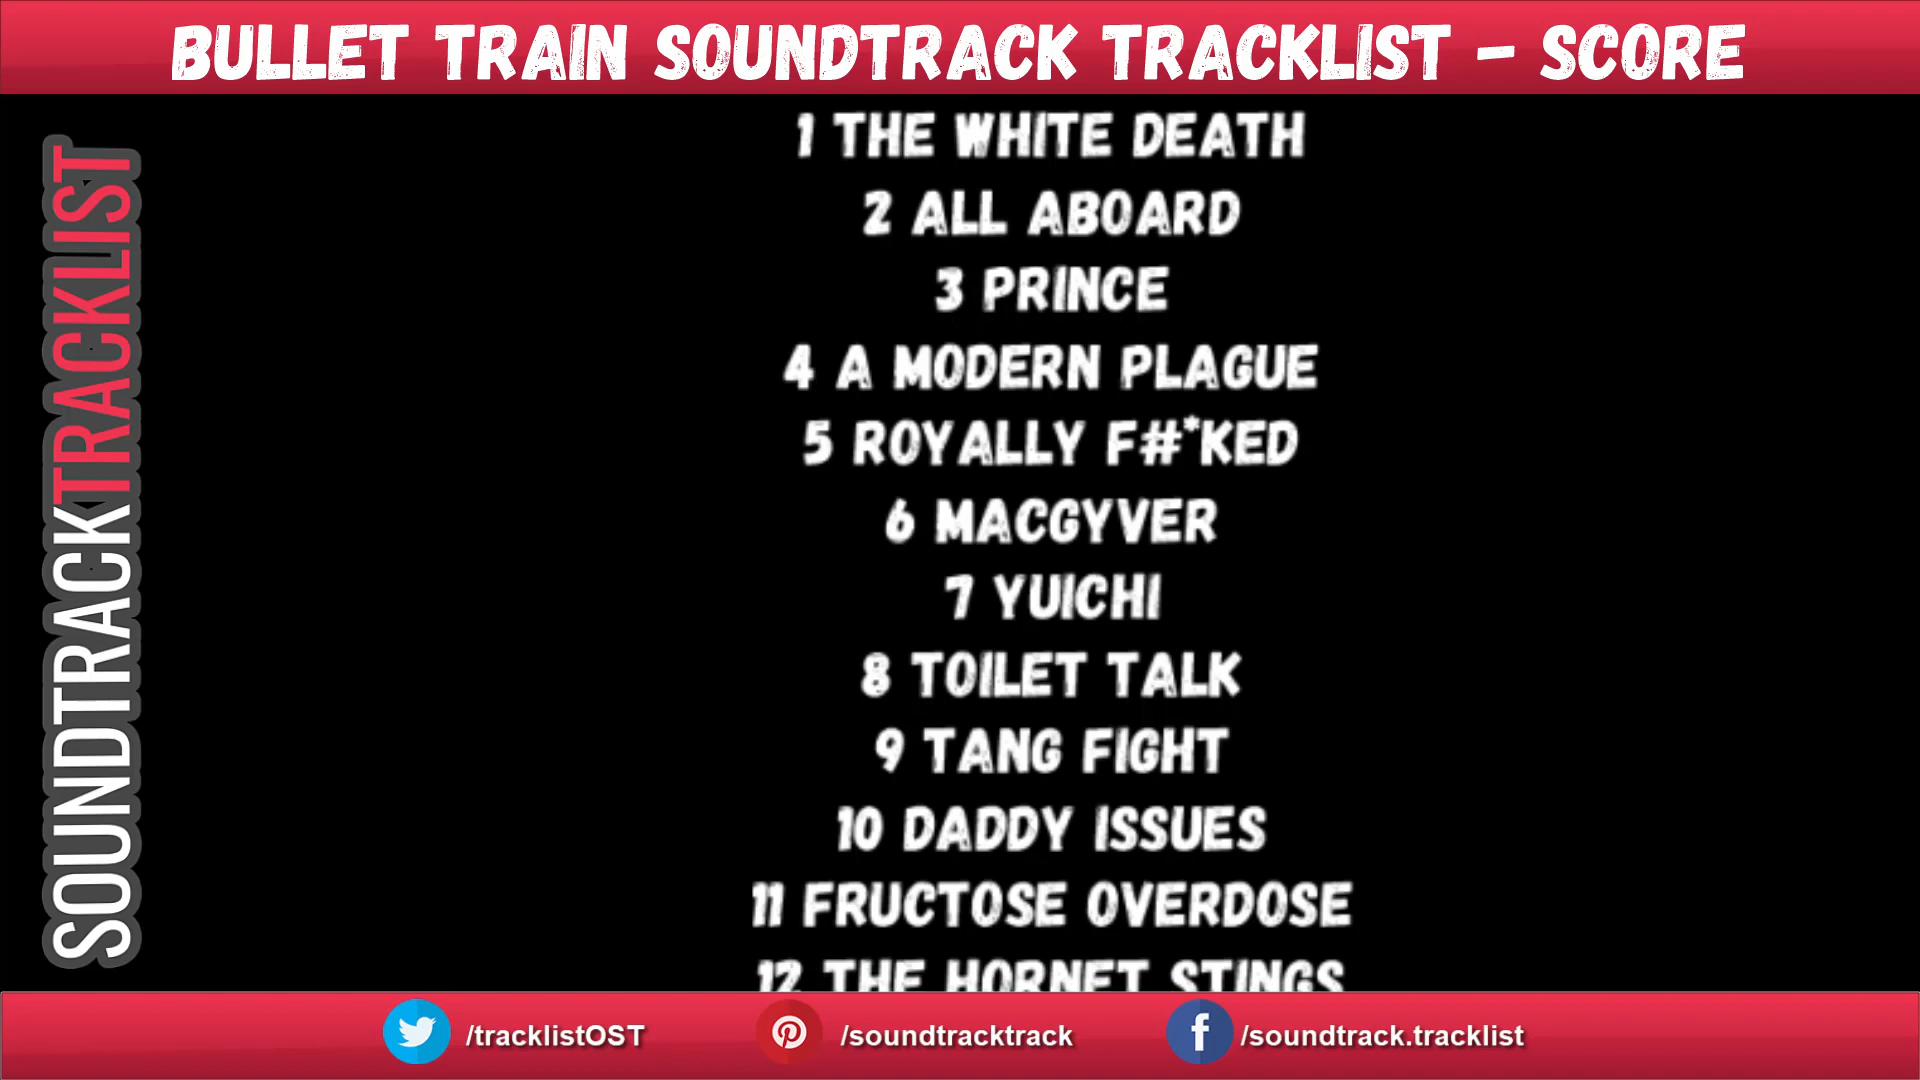 BULLET TRAIN SOUNDTRACK TRACKLIST - SCORE
SOUNDTRACKTRACKLIST
1 THE WHITE DEATH
2 ALL ABOARD
3 PRINCE
4 A MODERN PLAGUE
5 ROYALLY F#*KED
6 MACGYVER
7 YUICHI
8 TOILET TALK
9 TANG FIGHT
10 DADDY ISSUES
11 FRUCTOSE OVERDOSE
12 THE HORNET STINGS
/tracklistOST /soundtracktrack /soundtrack.tracklist